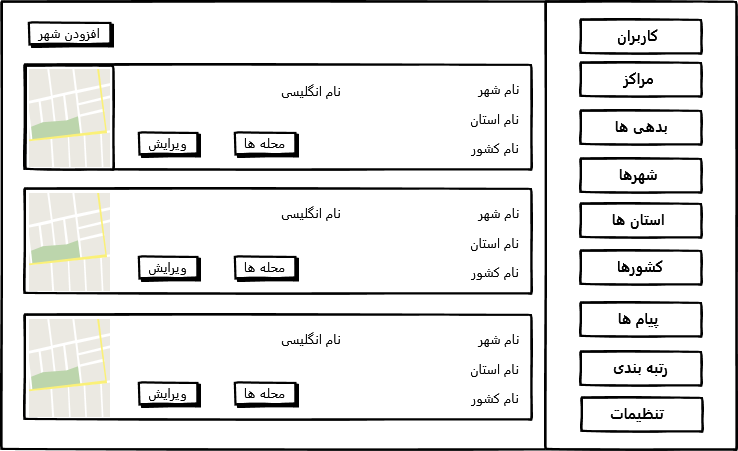 کاربران
مراکز
بدهی ها
شهرها
استان ها
کشورها
پیام ها
رتبه بندی
تنظیمات
افزودن شهر
نام شهر
نام انگلیسی
نام استان
نام کشور
محله ها
ویرایش
نام شهر
نام انگلیسی
نام استان
نام کشور
محله ها
ویرایش
نام شهر
نام انگلیسی
نام استان
نام کشور
محله ها
ویرایش